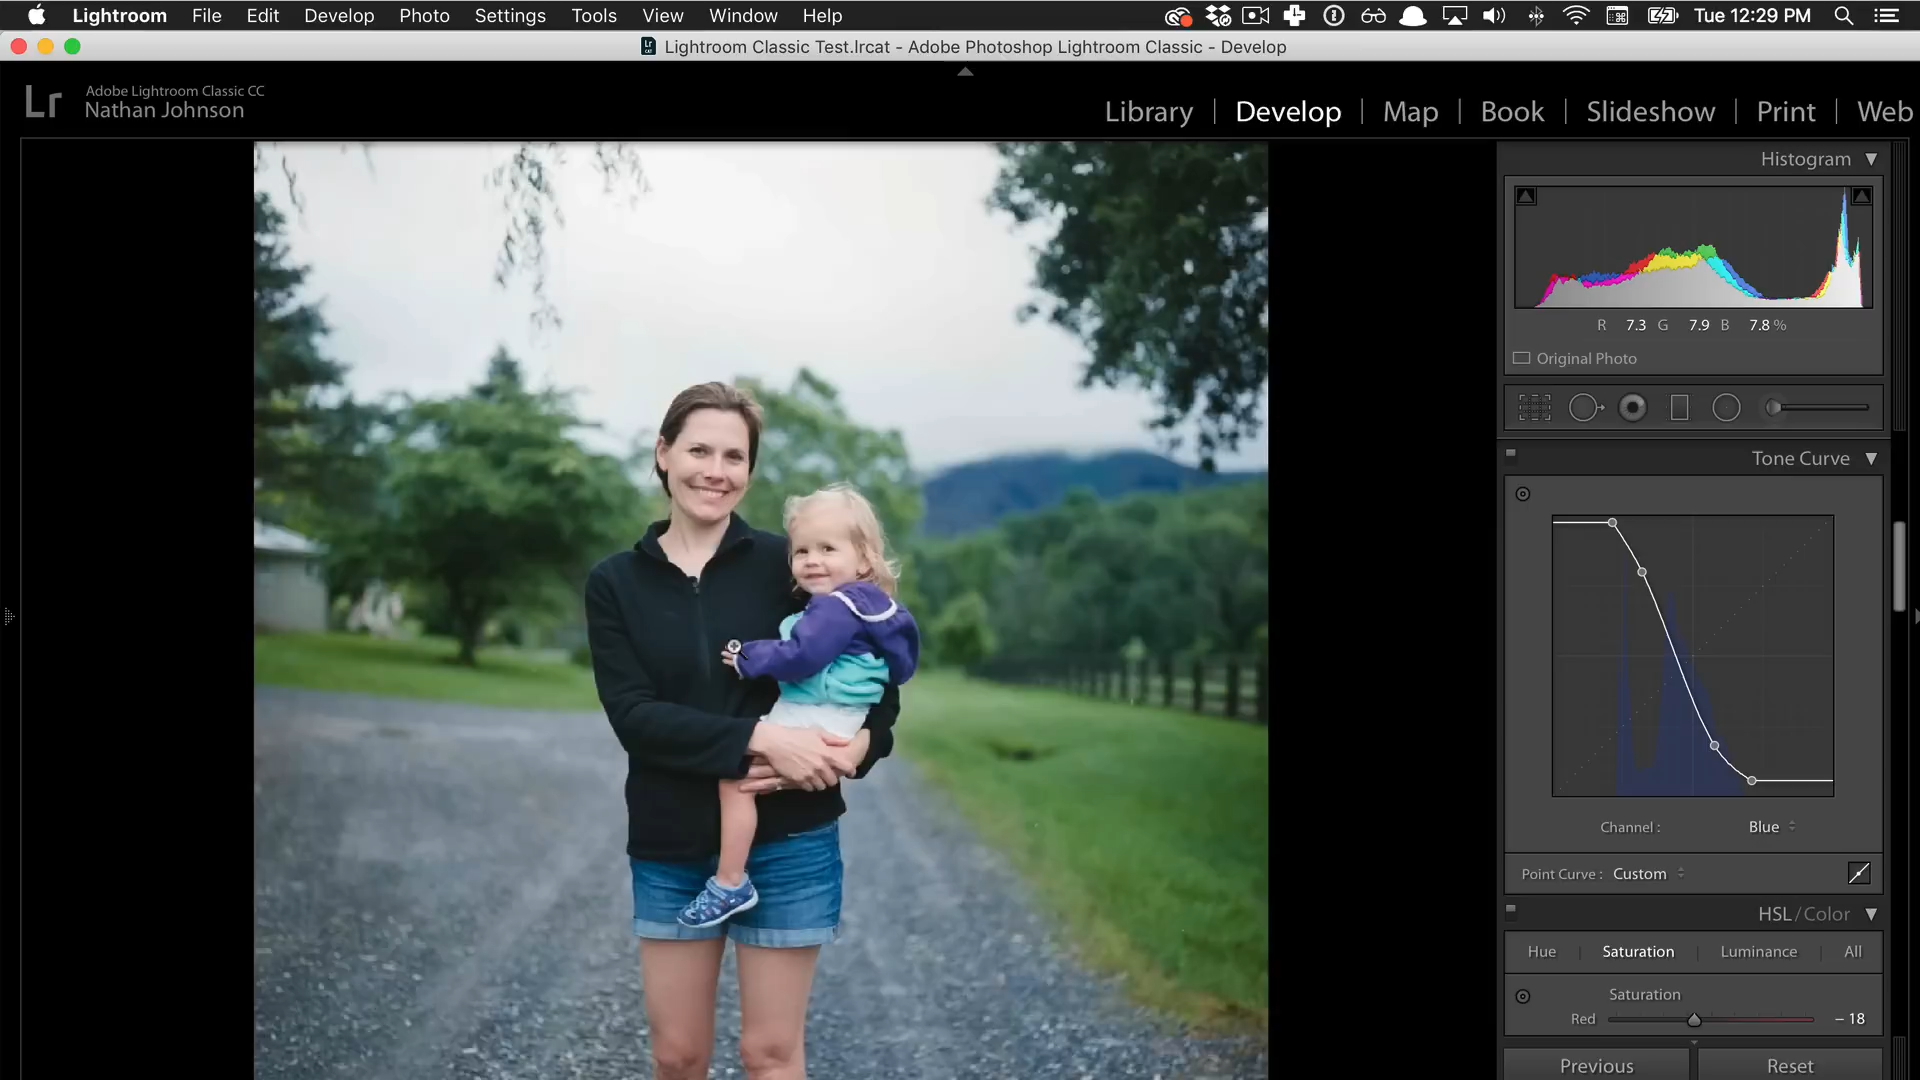 Lightroom File Edit Develop Photo Settings Tools View Window Help Tue 12:29 PM
Lightroom Classic Test.lrcat - Adobe Photoshop Lightroom Classic - Develop
Lr
Adobe Lightroom Classic CC
Nathan Johnson
Library | Develop | Map | Book | Slideshow | Print | Web
Histogram
R 7.3 G 7.9 B 7.8 %
Original Photo
Tone Curve
Channel : Blue
Point Curve : Custom
HSL / Color
Hue | Saturation | Luminance | All
Saturation
Red - 18
Previous Reset